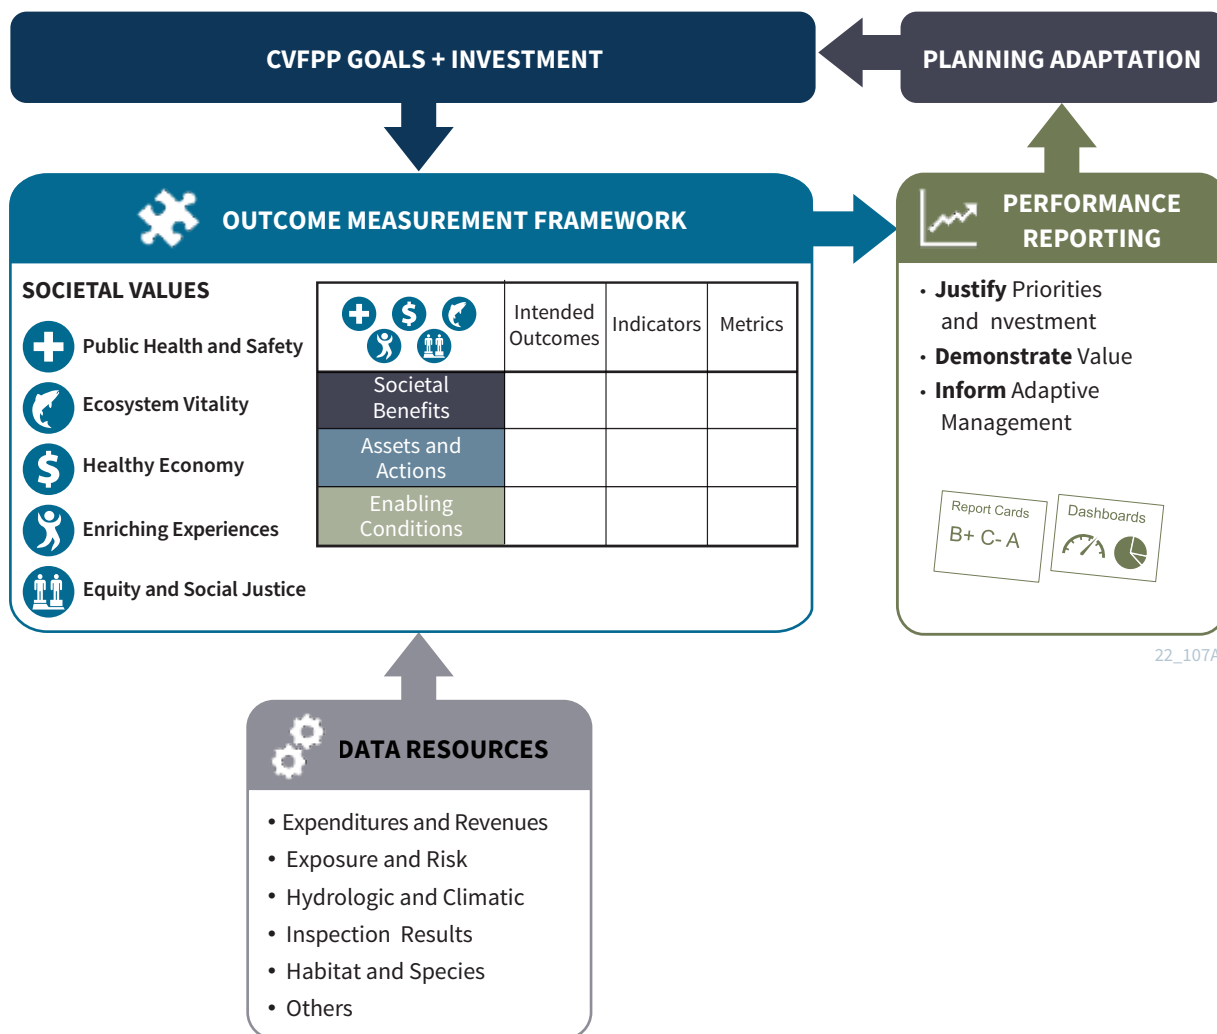 CVFPP GOALS + INVESTMENT
PLANNING ADAPTATION
OUTCOME MEASUREMENT FRAMEWORK
SOCIETAL VALUES
Public Health and Safety
Ecosystem Vitality
$
Healthy Economy
Enriching Experiences
Equity and Social Justice
$
Intended
Outcomes
Indicators
Metrics
Societal
Benefits
Assets and
Actions
Enabling
Conditions
PERFORMANCE
REPORTING
• Justify Priorities
and nvestment
• Demonstrate Value
• Inform Adaptive
Management
Report Cards
B+ C- A
Dashboards
22_107A
DATA RESOURCES
• Expenditures and Revenues
• Exposure and Risk
• Hydrologic and Climatic
• Inspection Results
• Habitat and Species
• Others